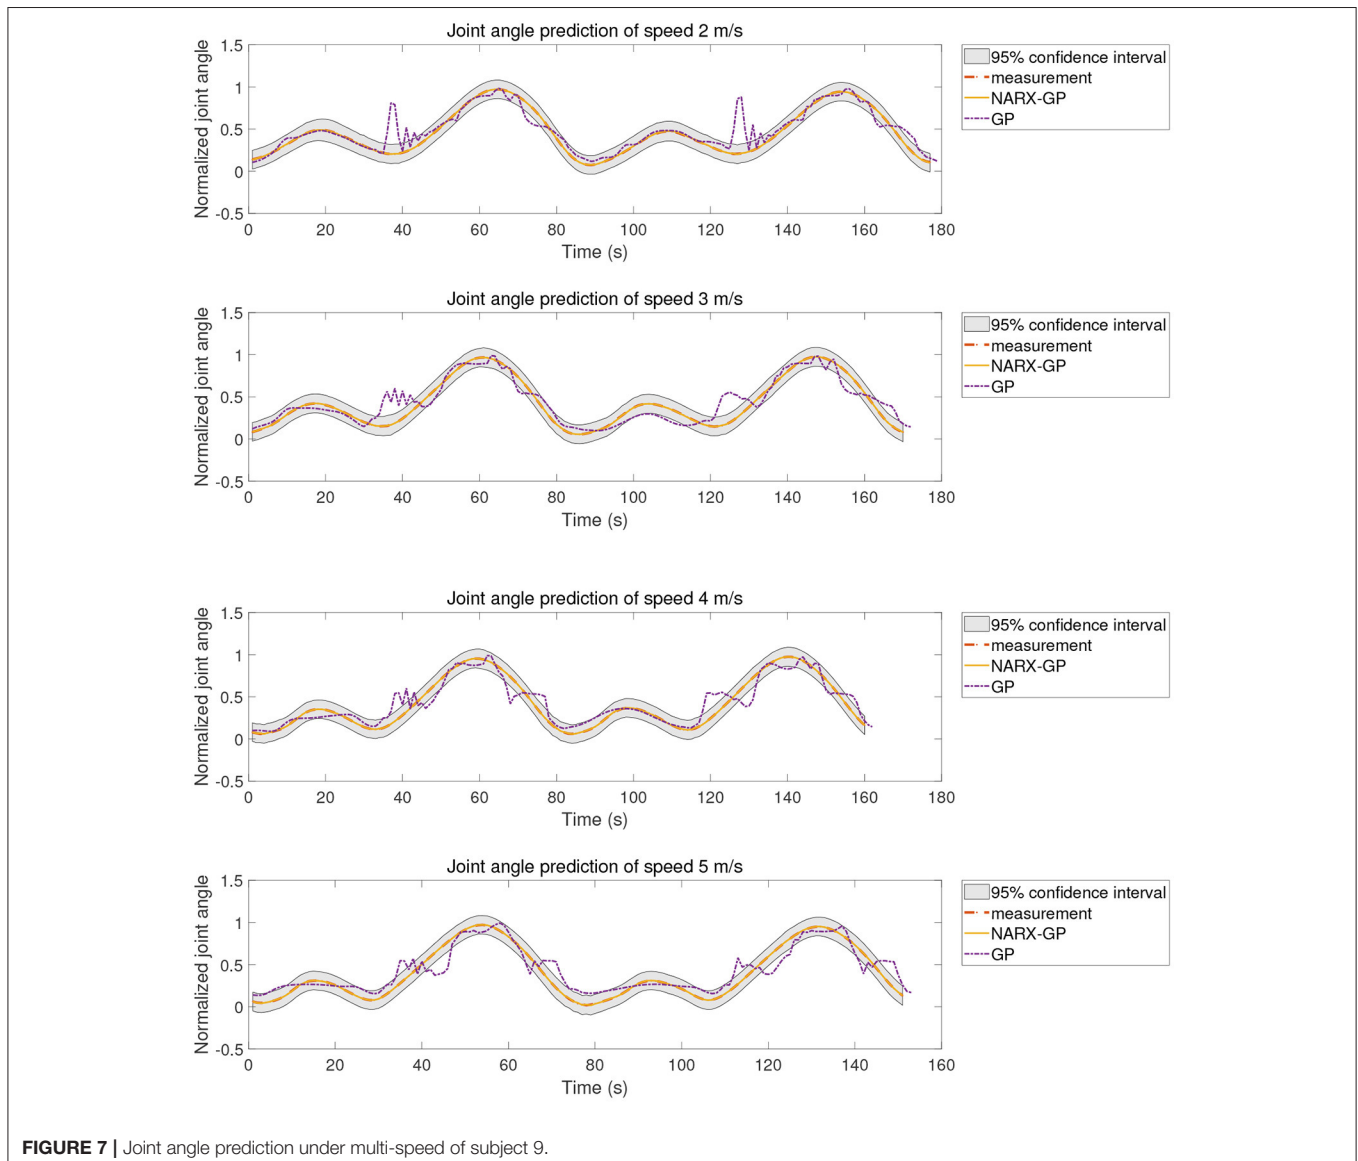 Joint angle prediction of speed 2 m/s
1.5
1
0.5
0
-0.5
Normalized joint angle
0 20 40 60 80 100 120 140 160 180
Time (s)
95% confidence interval
measurement
NARX-GP
GP
Joint angle prediction of speed 3 m/s
1.5
1
0.5
0
-0.5
Normalized joint angle
0 20 40 60 80 100 120 140 160 180
Time (s)
95% confidence interval
measurement
NARX-GP
GP
Joint angle prediction of speed 4 m/s
1.5
1
0.5
0
-0.5
Normalized joint angle
0 20 40 60 80 100 120 140 160 180
Time (s)
95% confidence interval
measurement
NARX-GP
GP
Joint angle prediction of speed 5 m/s
1.5
1
0.5
0
-0.5
Normalized joint angle
0 20 40 60 80 100 120 140 160
Time (s)
95% confidence interval
measurement
NARX-GP
GP
FIGURE 7 | Joint angle prediction under multi-speed of subject 9.